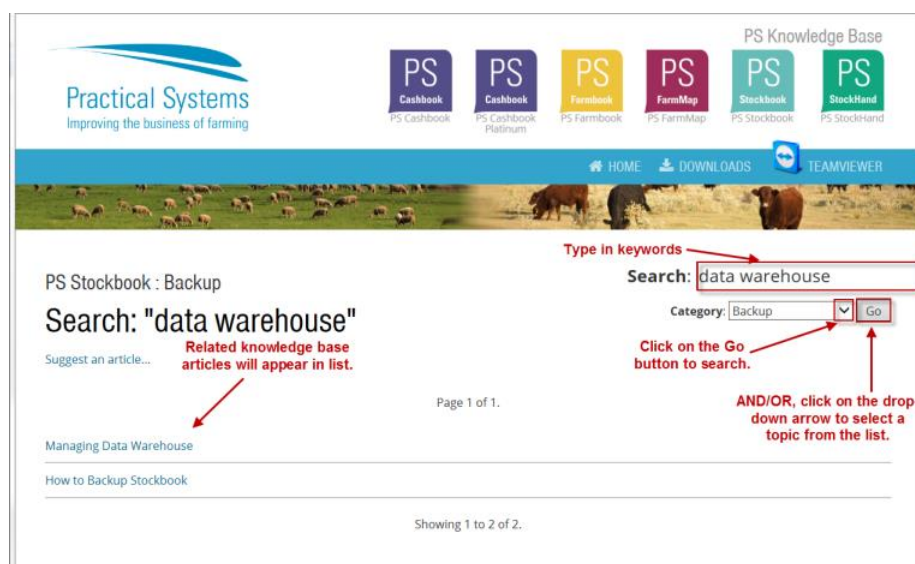 PS Knowledge Base
Practical Systems
Improving the business of farming
PS
Cashbook
PS Cashbook
PS
Cashbook
PS Cashbook
Platinum
PS
Farmbook
PS Farmbook
PS
FarmMap
PS FarmMap
PS
Stockbook
PS Stockbook
PS
StockHand
PS StockHand
HOME
DOWNLOADS
TEAMVIEWER
Type in keywords
PS Stockbook : Backup
Search: data warehouse
Search: "data warehouse"
Category: Backup
Go
Suggest an article...
Related knowledge base
articles will appear in list.
Click on the Go
button to search.
Page 1 of 1.
AND/OR, click on the drop
down arrow to select a
topic from the list.
Managing Data Warehouse
How to Backup Stockbook
Showing 1 to 2 of 2.